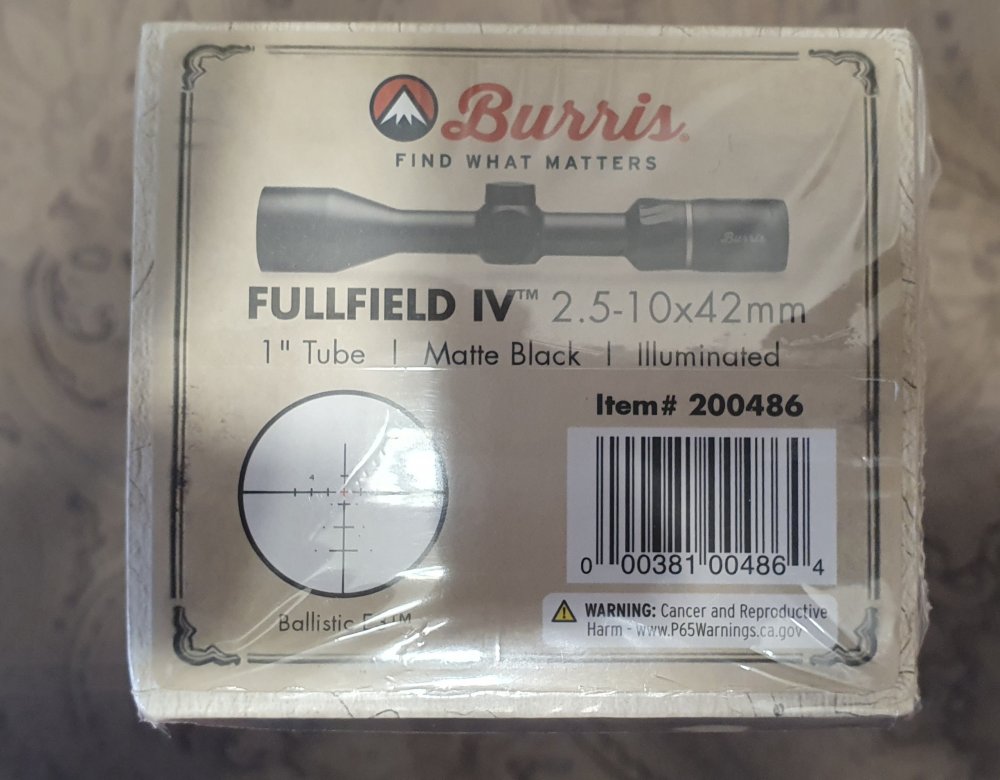 Burris®
FIND WHAT MATTERS
Burris
FULLFIELD IV™ 2.5-10x42mm
1" Tube | Matte Black | Illuminated
Item# 200486
4
0 00381 00486 4
Ballistic
WARNING: Cancer and Reproductive
Harm - www.P65Warnings.ca.gov